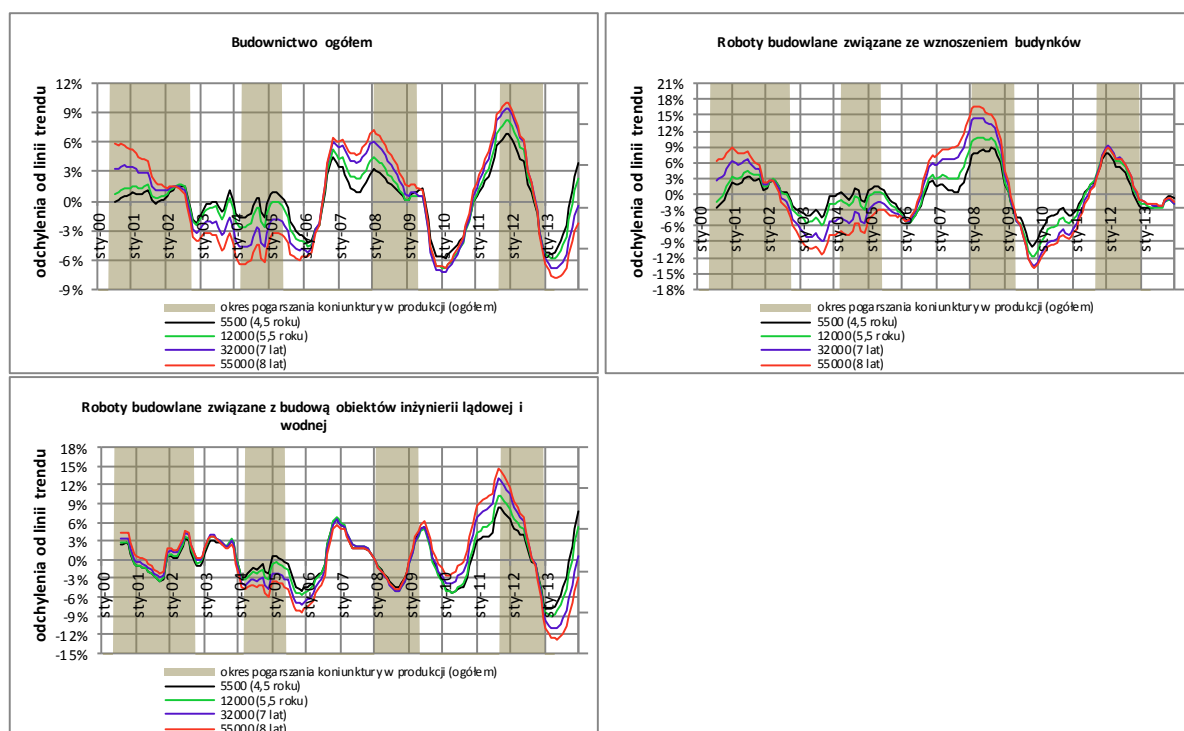 Budownictwo ogółem
odchylenia od linii trendu
12%
9%
6%
3%
0%
-3%
-6%
-9%
sty-00
sty-01
sty-02
sty-03
sty-04
sty-05
sty-06
sty-07
sty-08
sty-09
sty-10
sty-11
sty-12
sty-13
okres pogarszania koniunktury w produkcji (ogółem)
5500 (4,5 roku)
12000 (5,5 roku)
32000 (7 lat)
55000 (8 lat)
Roboty budowlane związane ze wznoszeniem budynków
odchylenia od linii trendu
21%
18%
15%
12%
9%
6%
3%
0%
-3%
-6%
-9%
-12%
-15%
-18%
sty-00
sty-01
sty-02
sty-03
sty-04
sty-05
sty-06
sty-07
sty-08
sty-09
sty-10
sty-11
sty-12
sty-13
okres pogarszania koniunktury w produkcji (ogółem)
5500 (4,5 roku)
12000 (5,5 roku)
32000 (7 lat)
55000 (8 lat)
Roboty budowlane związane z budową obiektów inżynierii lądowej i
wodnej
odchylenia od linii trendu
18%
15%
12%
9%
6%
3%
0%
-3%
-6%
-9%
-12%
-15%
sty-00
sty-01
sty-02
sty-03
sty-04
sty-05
sty-06
sty-07
sty-08
sty-09
sty-10
sty-11
sty-12
sty-13
okres pogarszania koniunktury w produkcji (ogółem)
5500 (4,5 roku)
12000 (5,5 roku)
32000 (7 lat)
55000 (8 lat)